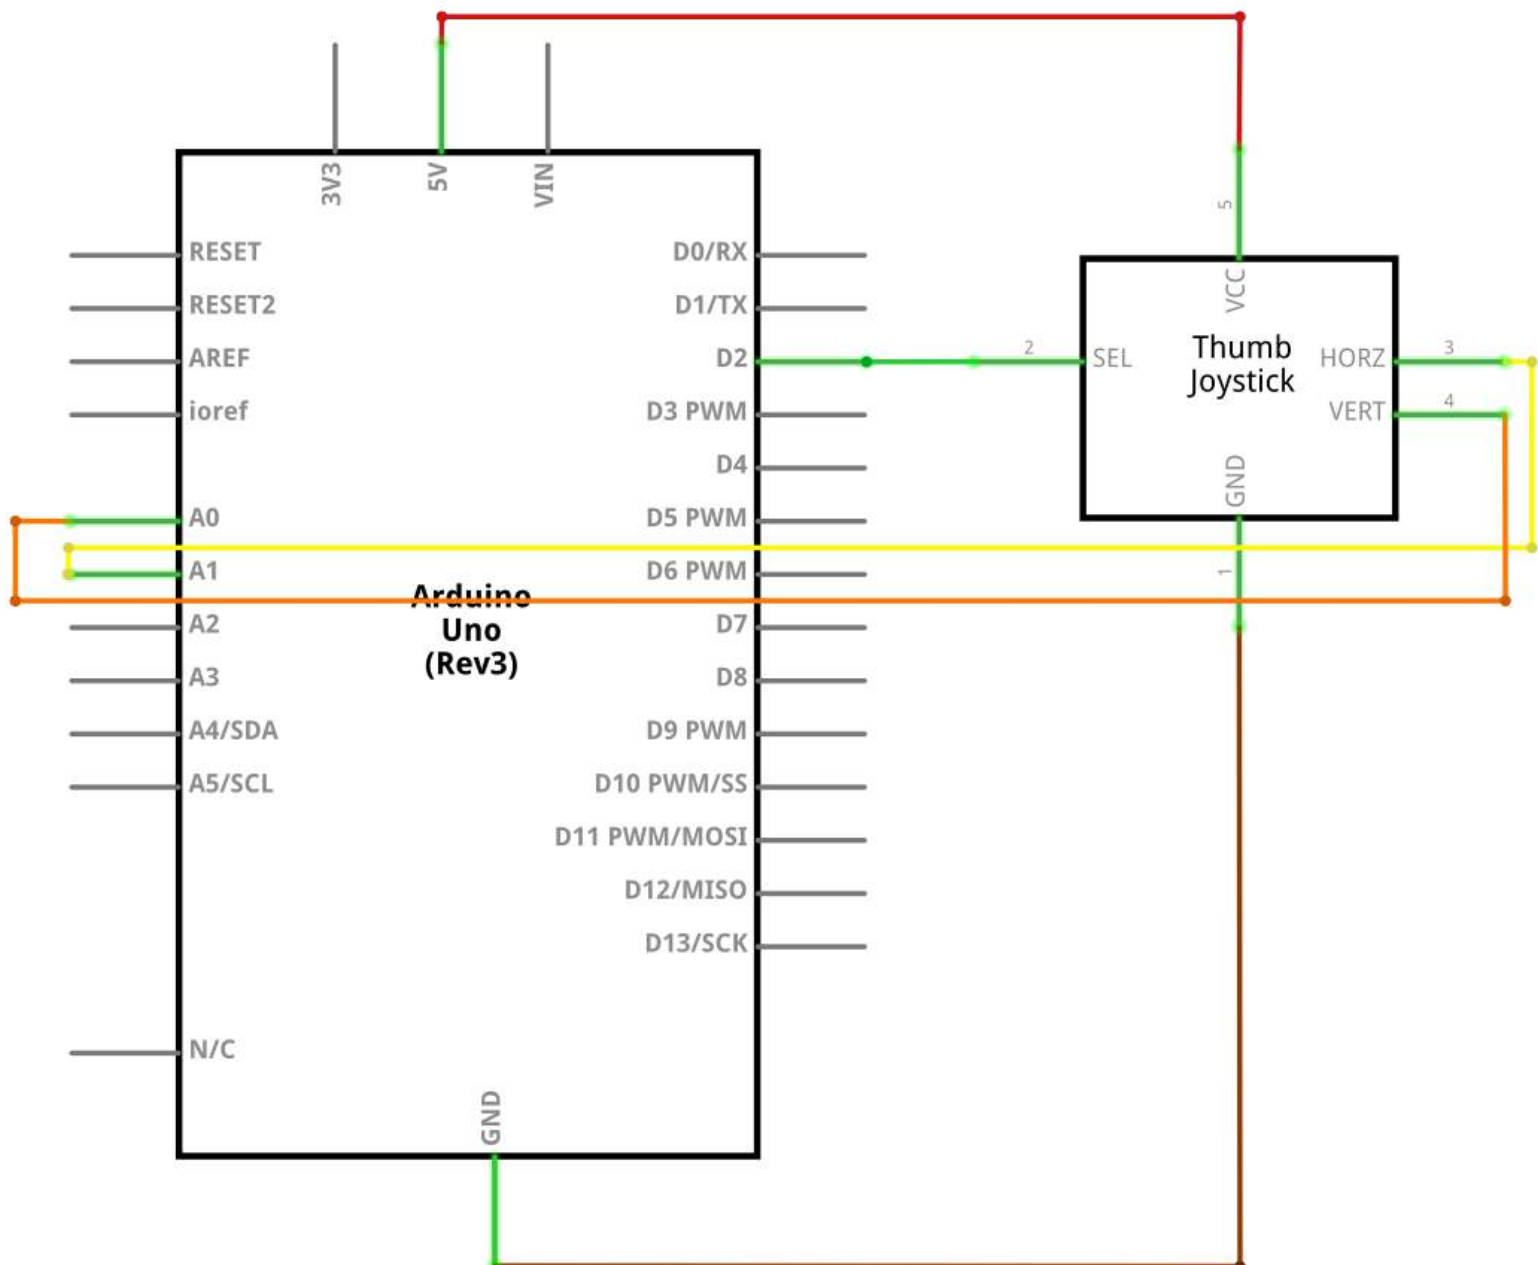 3V3
5V
VIN
RESET
RESET2
AREF
ioref
A0
A1
A2
A3
A4/SDA
A5/SCL
N/C
GND
Arduino
Uno
(Rev3)
D0/RX
D1/TX
D2
D3 PWM
D4
D5 PWM
D6 PWM
D7
D8
D9 PWM
D10 PWM/SS
D11 PWM/MOSI
D12/MISO
D13/SCK
5
VCC
2
SEL
Thumb
Joystick
HORZ
3
VERT
4
GND
1